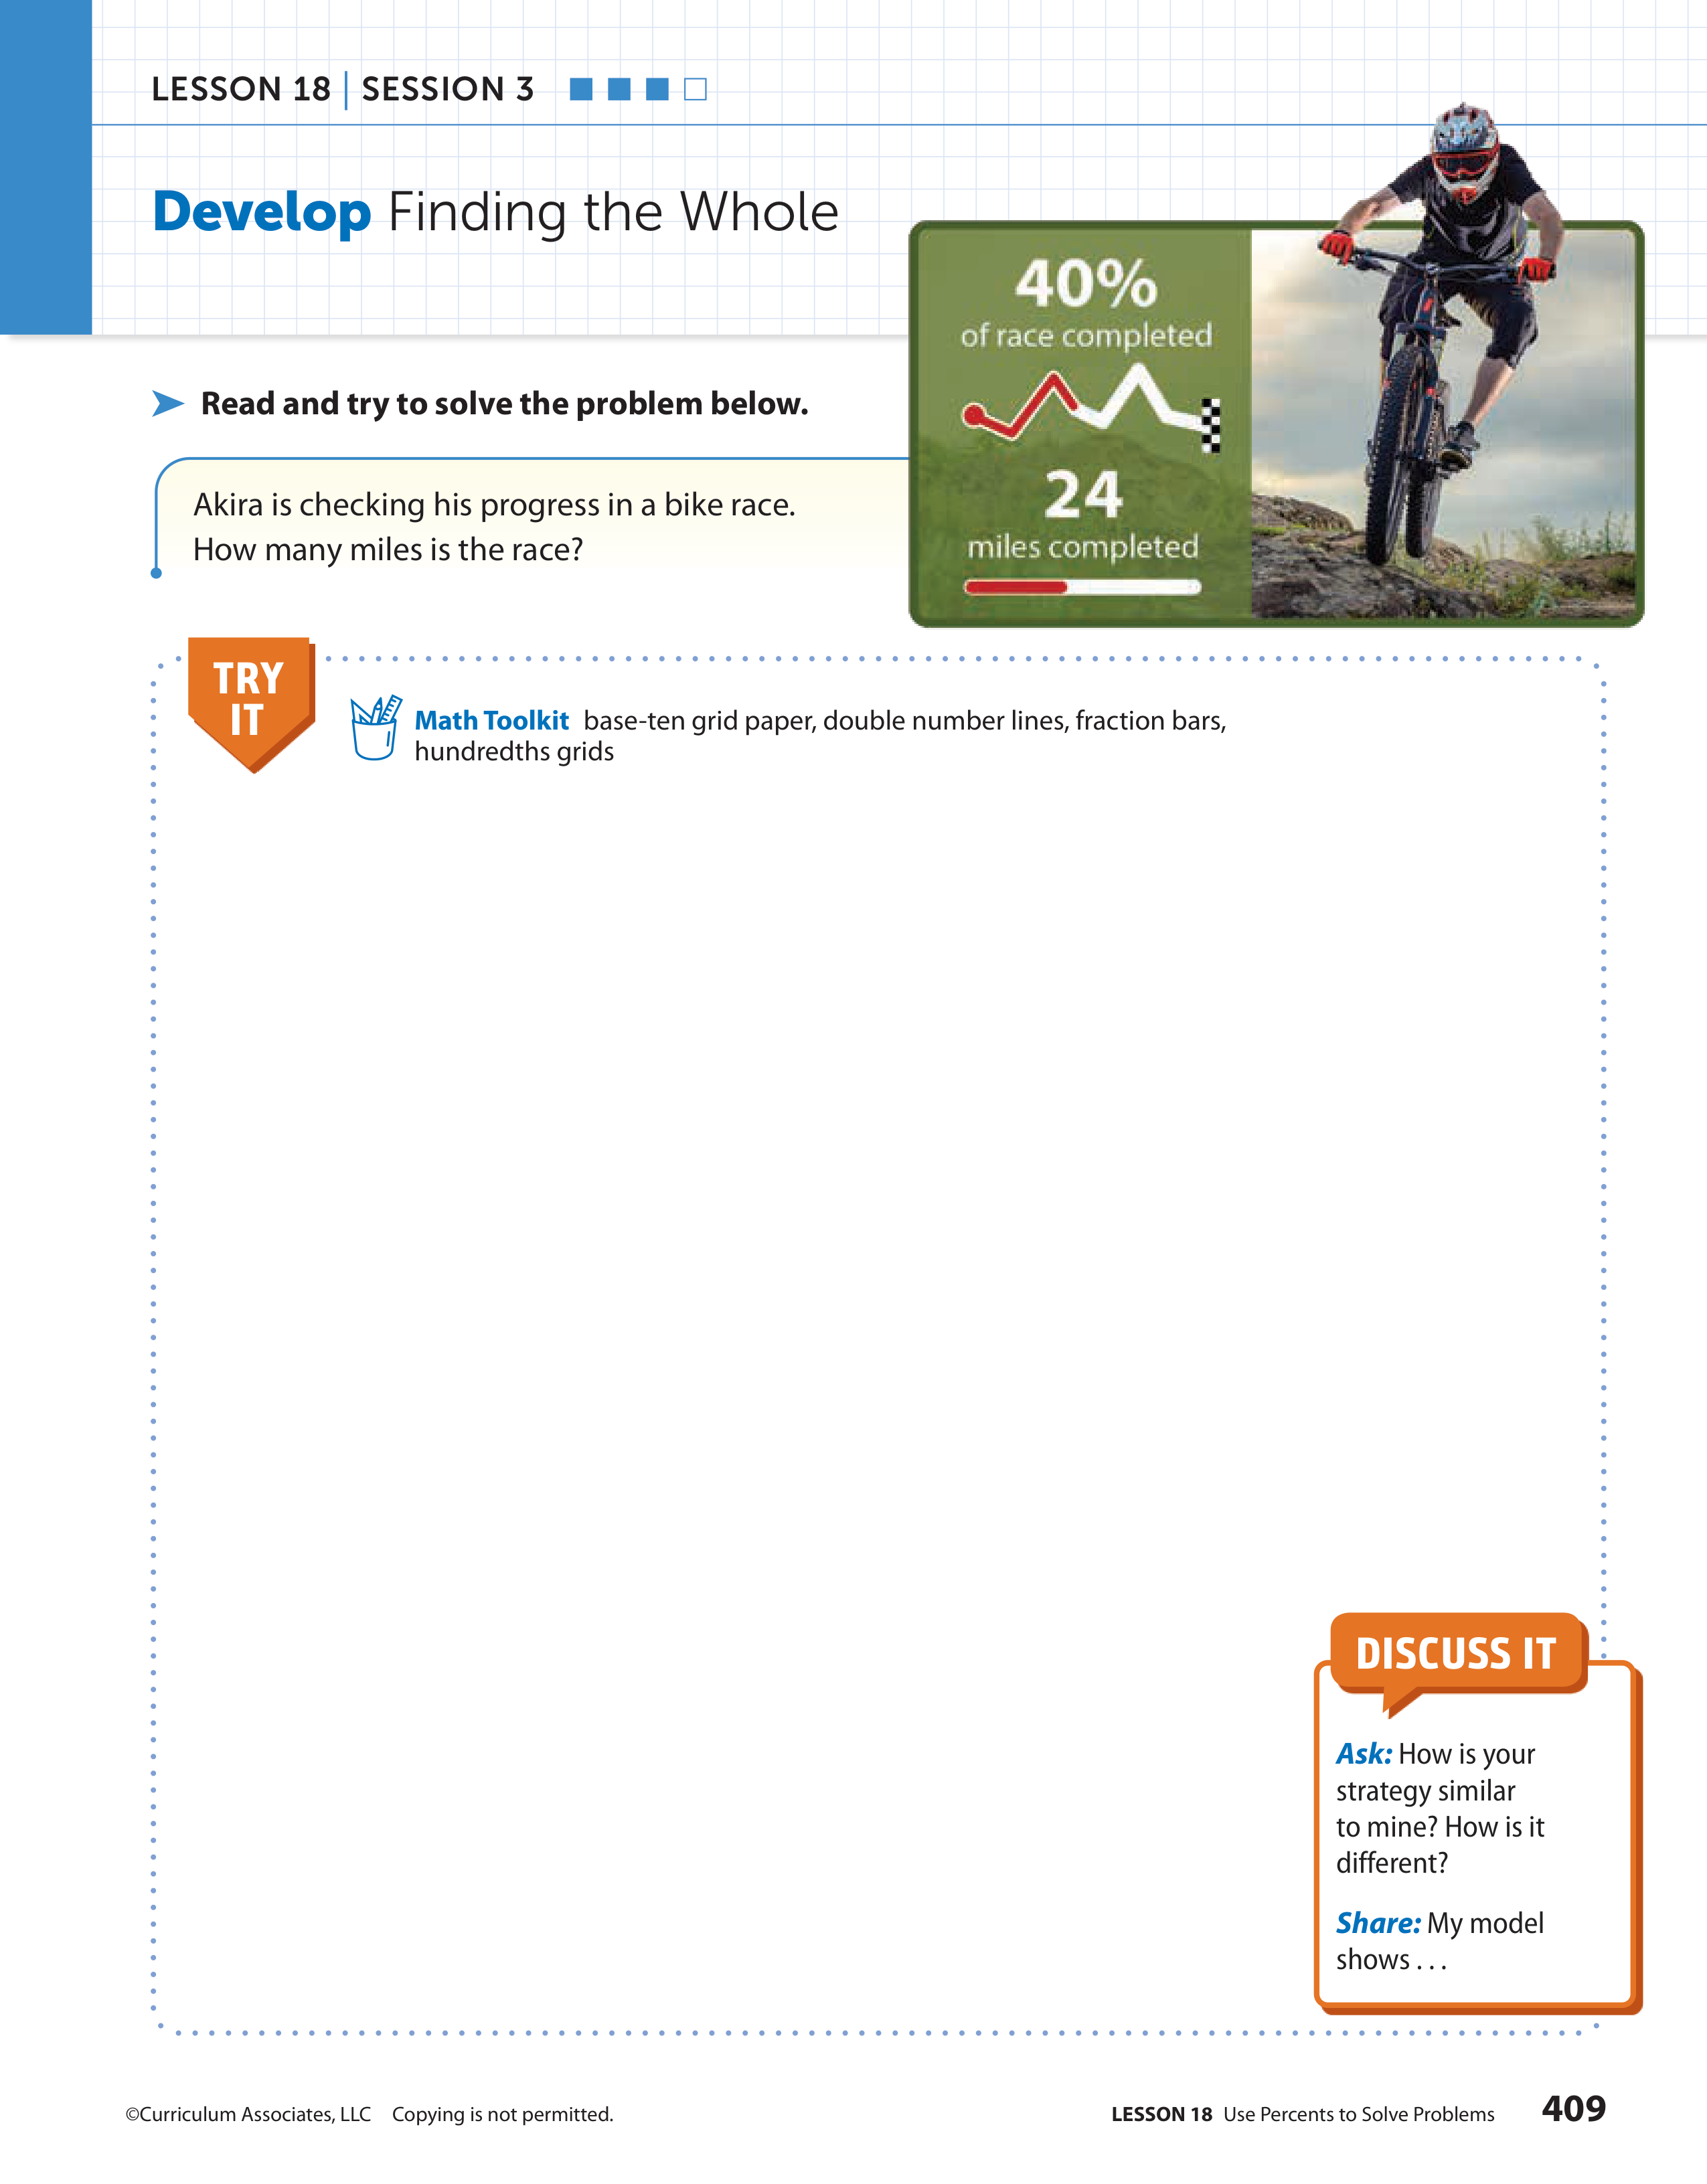 LESSON 18 | SESSION 3
Develop Finding the Whole
40%
of race completed
24
miles completed
Read and try to solve the problem below.
Akira is checking his progress in a bike race.
How many miles is the race?
TRY
IT
Math Toolkit base-ten grid paper, double number lines, fraction bars,
hundredths grids
DISCUSS IT
Ask: How is your
strategy similar
to mine? How is it
different?
Share: My model
shows . . .
©Curriculum Associates, LLC Copying is not permitted.
LESSON 18 Use Percents to Solve Problems 409